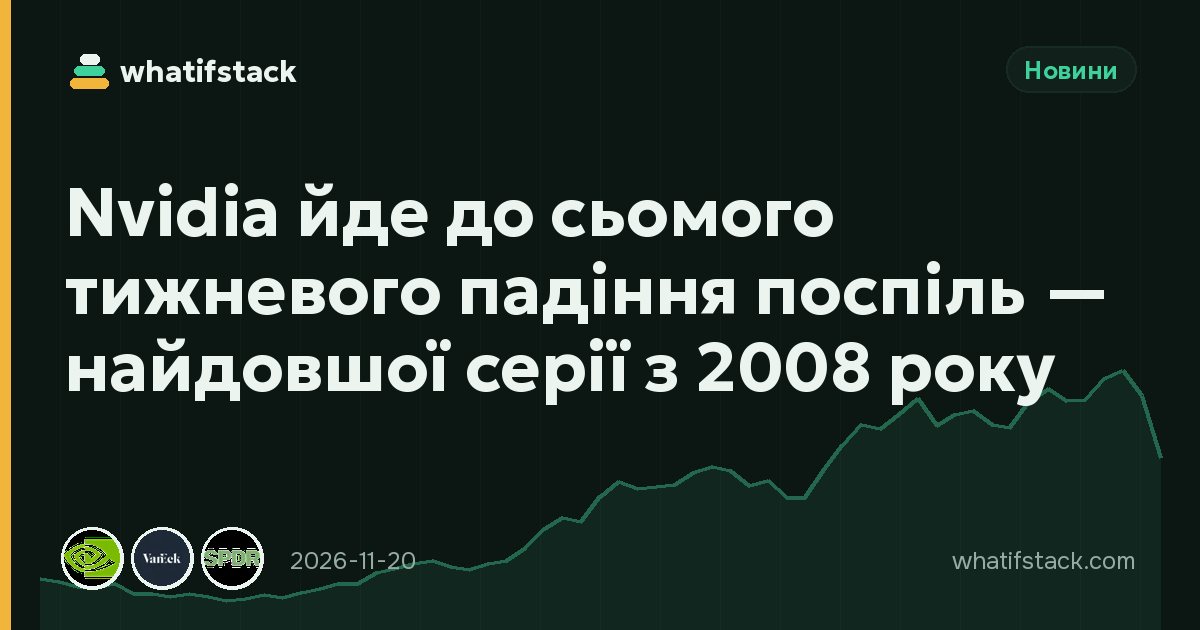 whatifstack
Новини
Nvidia йде до сьомого
тижневого падіння поспіль —
найдовшої серії з 2008 року
VanEck
SPDR
2026-11-20
whatifstack.com